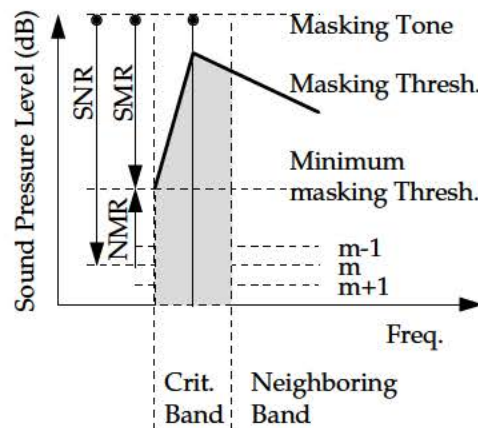 Sound Pressure Level (dB)
SNR
SMR
NMR
Masking Tone
Masking Thresh.
Minimum
masking Thresh.
m-1
m
m+1
Freq.
Crit.
Band
Neighboring
Band